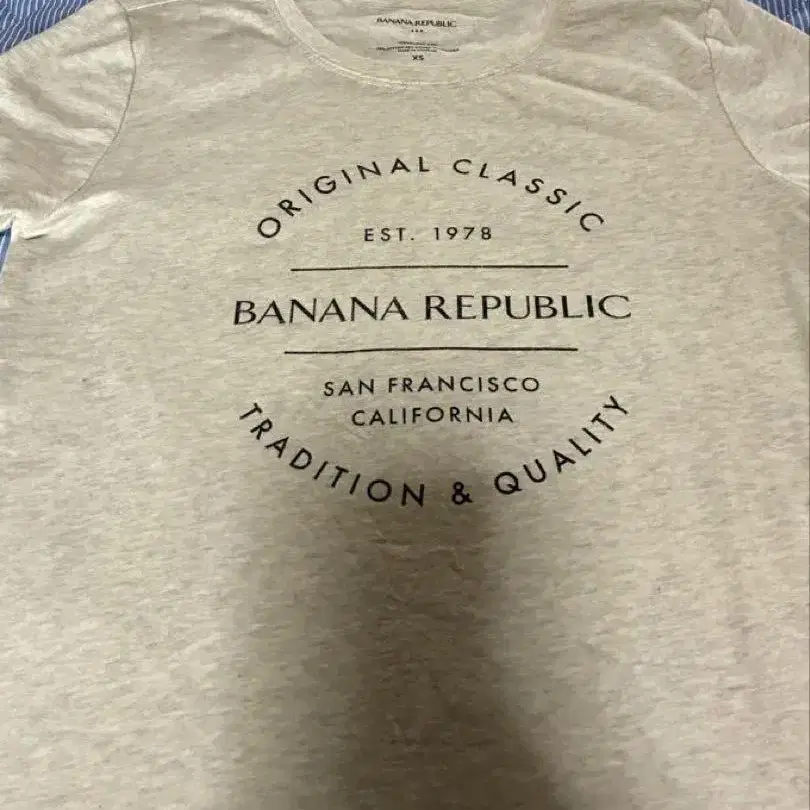 BANANA REPUBLIC
XS
ORIGINAL CLASSIC
EST. 1978
BANANA REPUBLIC
SAN FRANCISCO
CALIFORNIA
TRADITION & QUALITY